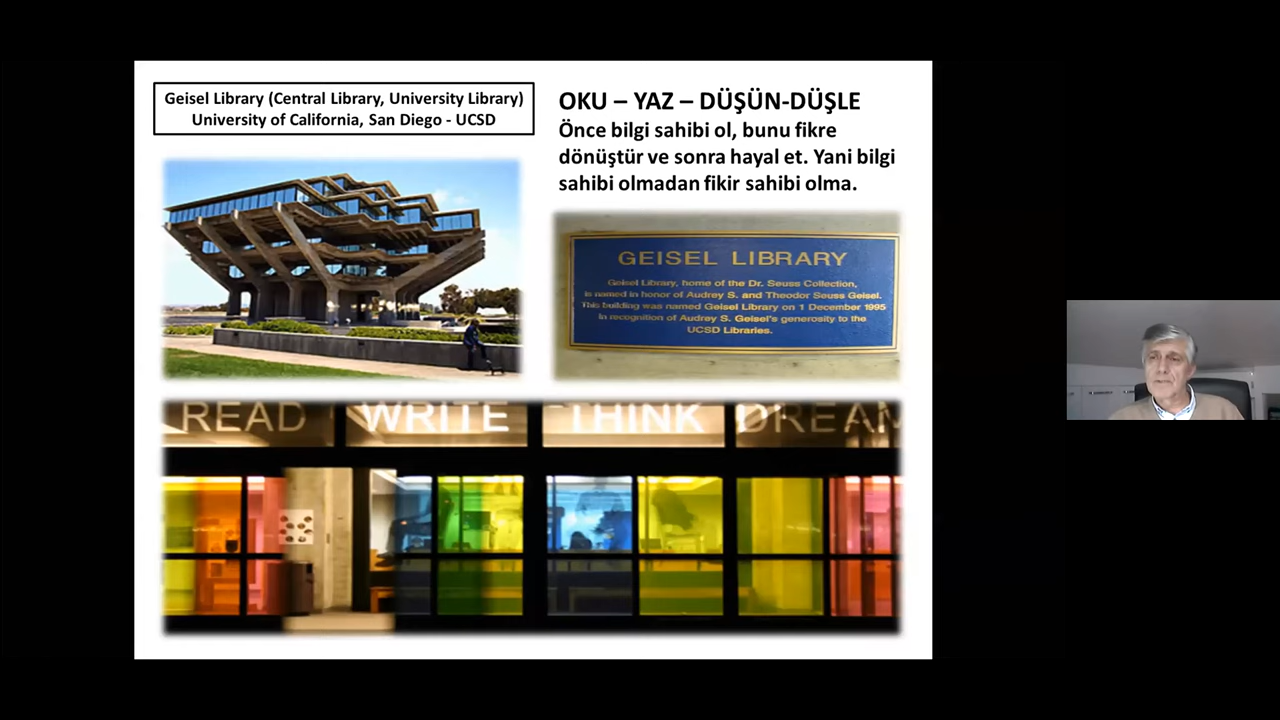 Geisel Library (Central Library, University Library)
University of California, San Diego - UCSD
OKU – YAZ – DÜŞÜN-DÜŞLE
Önce bilgi sahibi ol, bunu fikre
dönüştür ve sonra hayal et. Yani bilgi
sahibi olmadan fikir sahibi olma.
GEISEL LIBRARY
Geisel Library, home of the Dr. Seuss Collection,
is named in honor of Audrey S. and Theodor Seuss Geisel.
This building was named Geisel Library on 1 December 1995
in recognition of Audrey S. Geisel's generosity to the
UCSD Libraries.
READ WRITE THINK DREAM